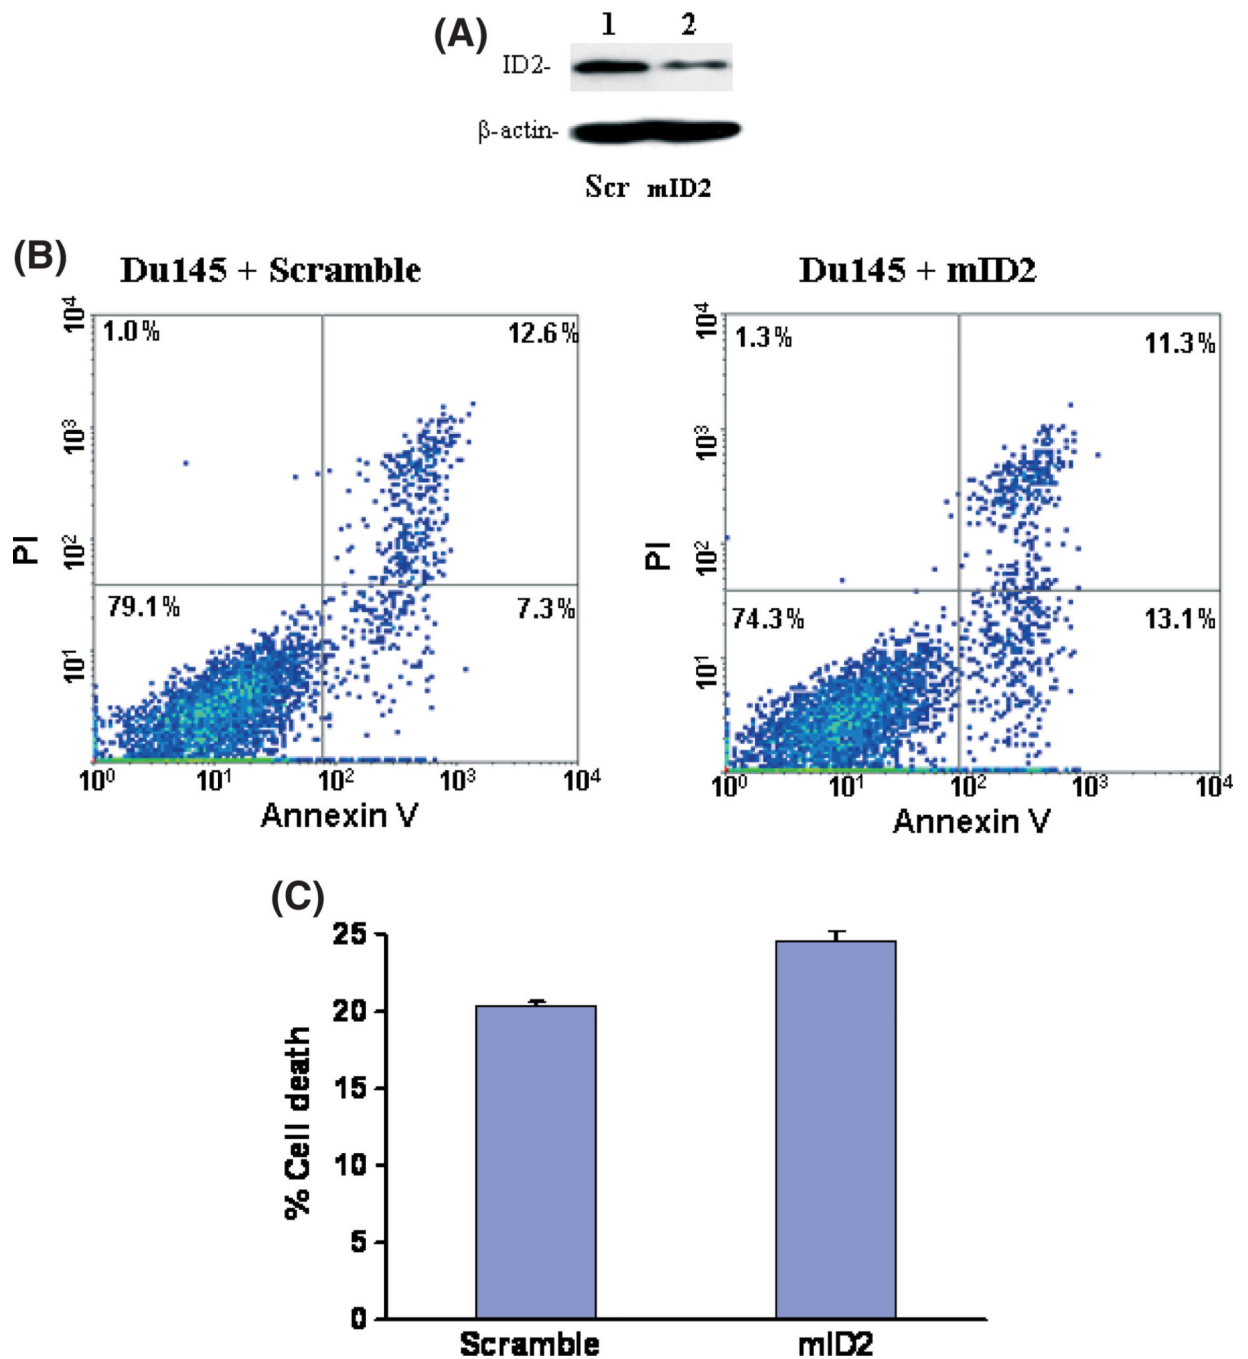 (A)
1 2
ID2-
β-actin-
Scr mID2
(B)
Du145 + Scramble
10⁴
10³
10²
10¹
PI
1.0%
12.6%
79.1%
7.3%
10⁰ 10¹ 10² 10³ 10⁴
Annexin V
Du145 + mID2
10⁴
10³
10²
10¹
PI
1.3%
11.3%
74.3%
13.1%
10⁰ 10¹ 10² 10³ 10⁴
Annexin V
(C)
% Cell death
25
20
15
10
5
0
Scramble mID2